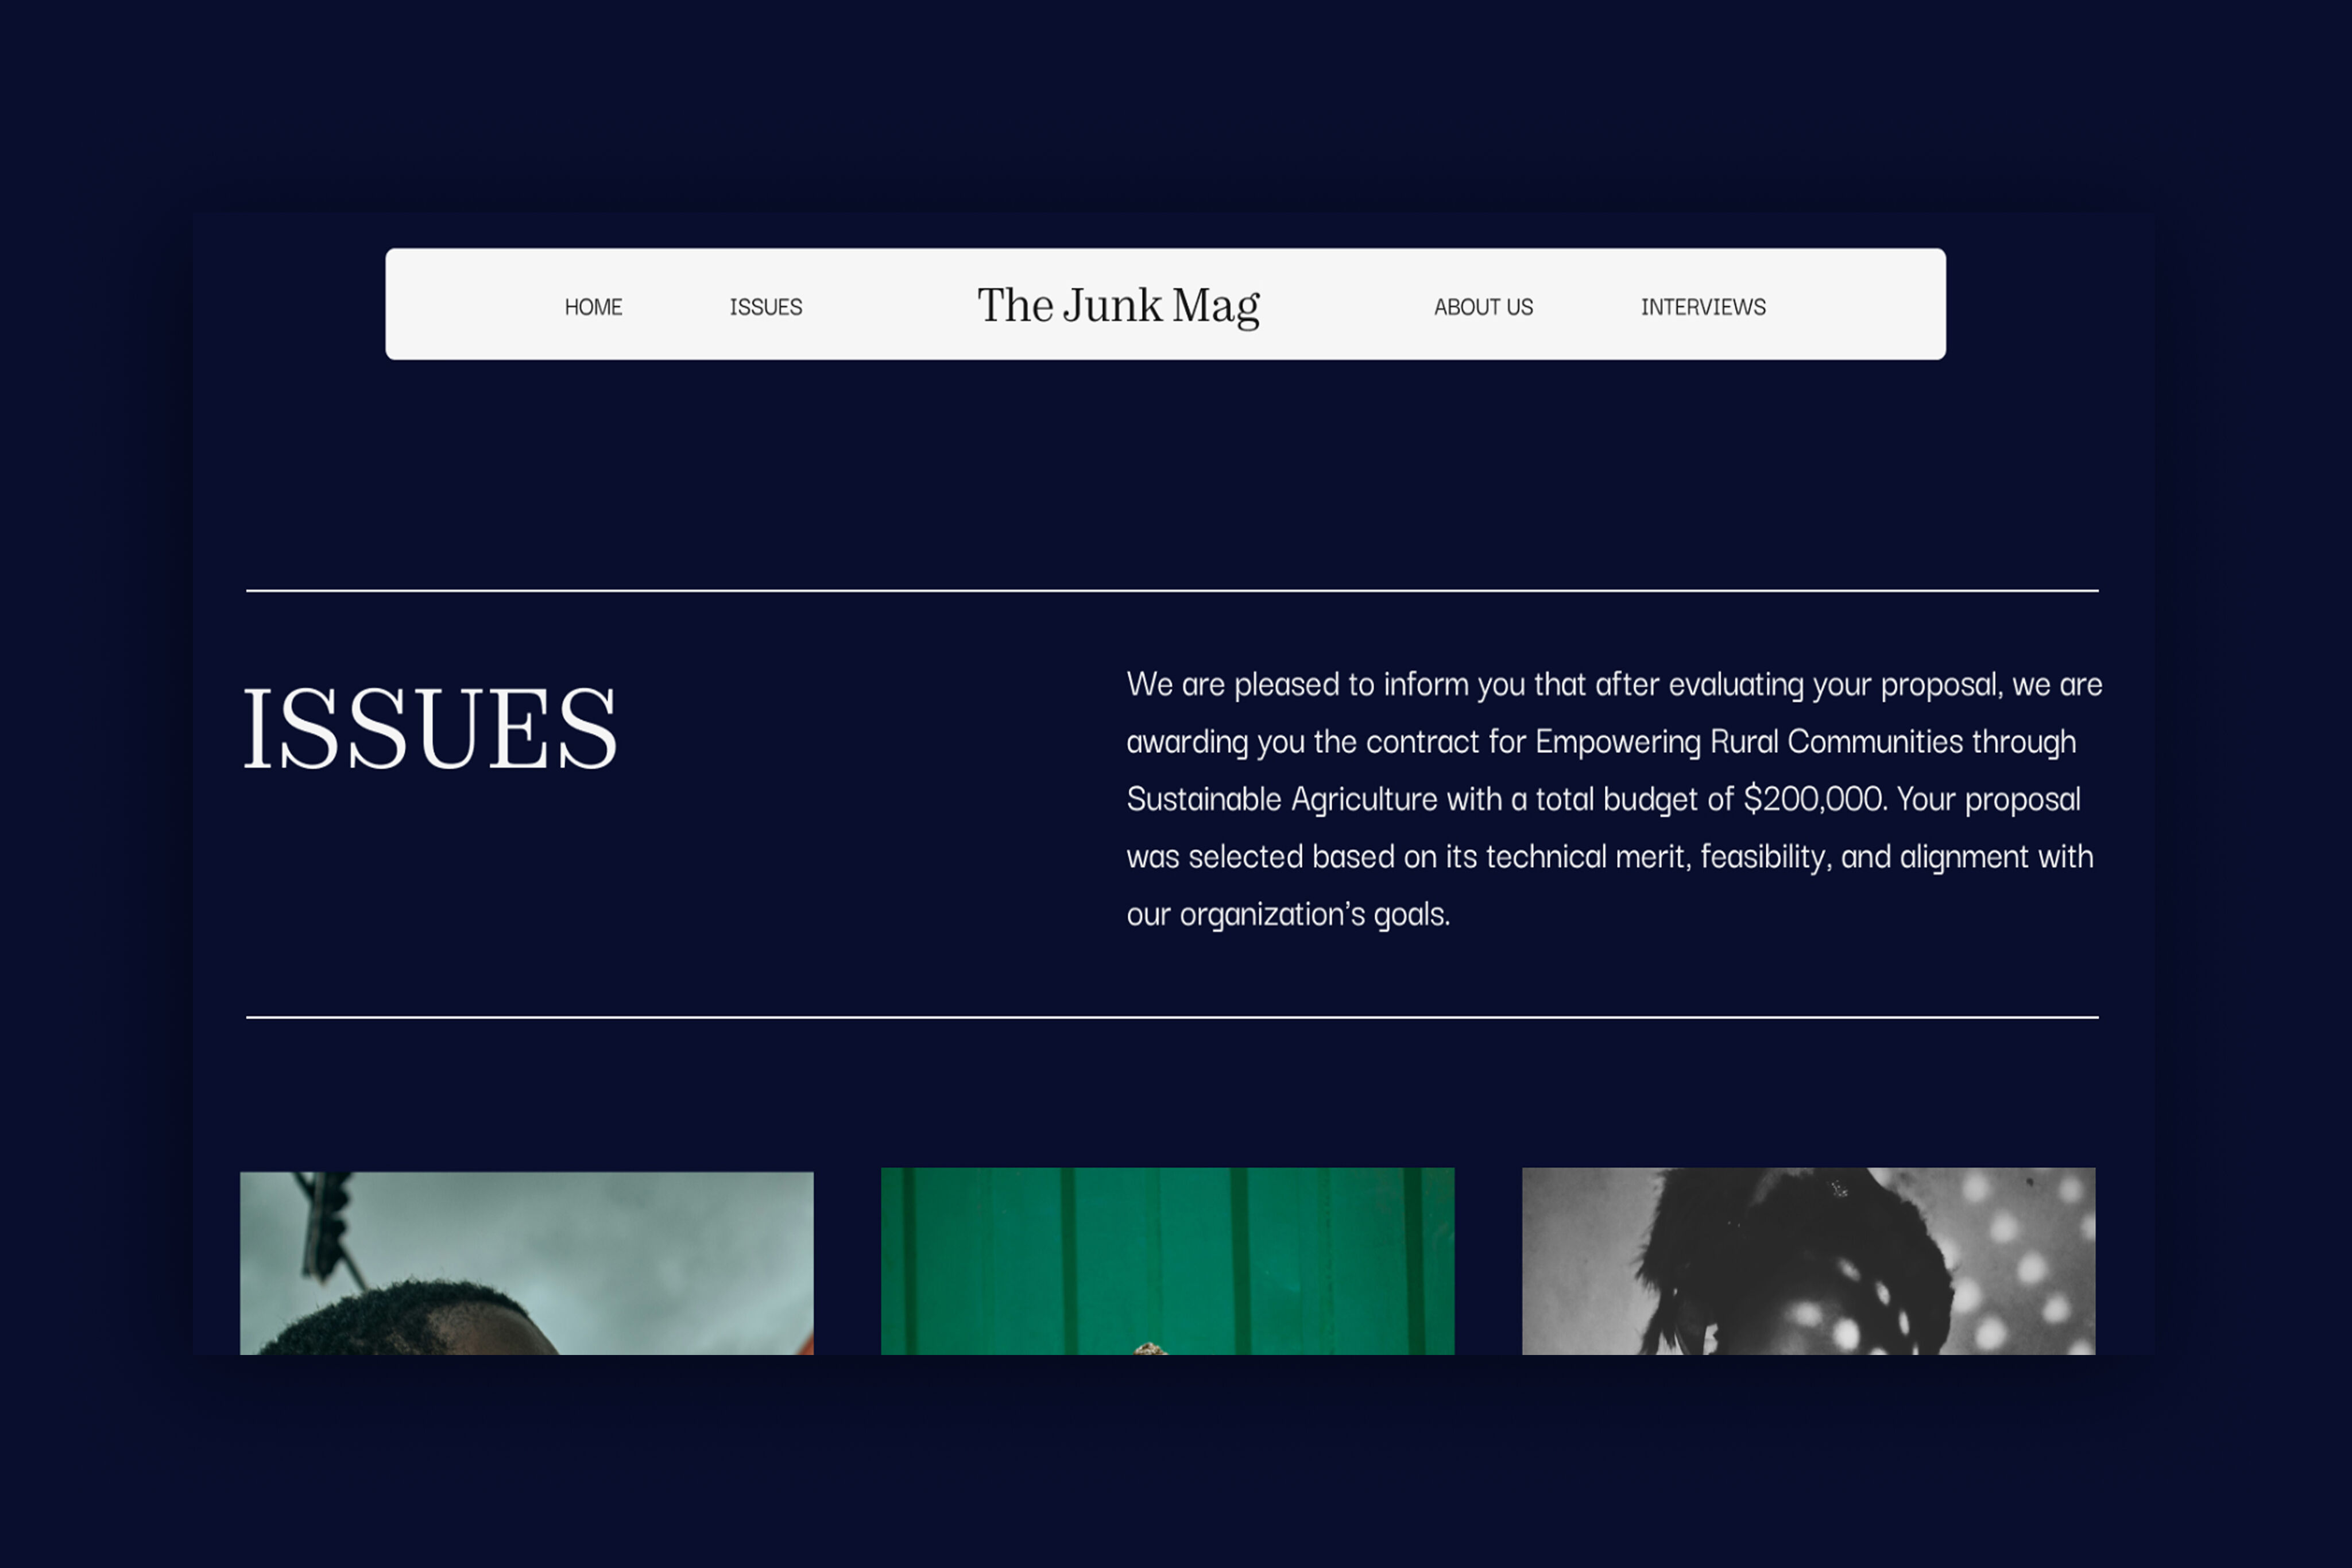 HOME ISSUES The Junk Mag ABOUT US INTERVIEWS
ISSUES
We are pleased to inform you that after evaluating your proposal, we are
awarding you the contract for Empowering Rural Communities through
Sustainable Agriculture with a total budget of $200,000. Your proposal
was selected based on its technical merit, feasibility, and alignment with
our organization’s goals.